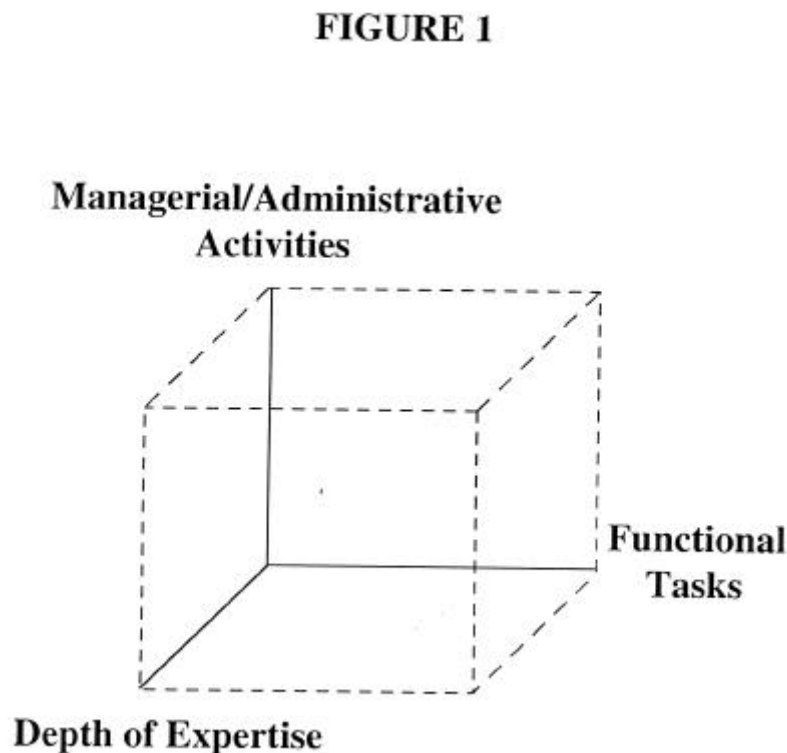 FIGURE 1
Managerial/Administrative
Activities
Functional
Tasks
Depth of Expertise